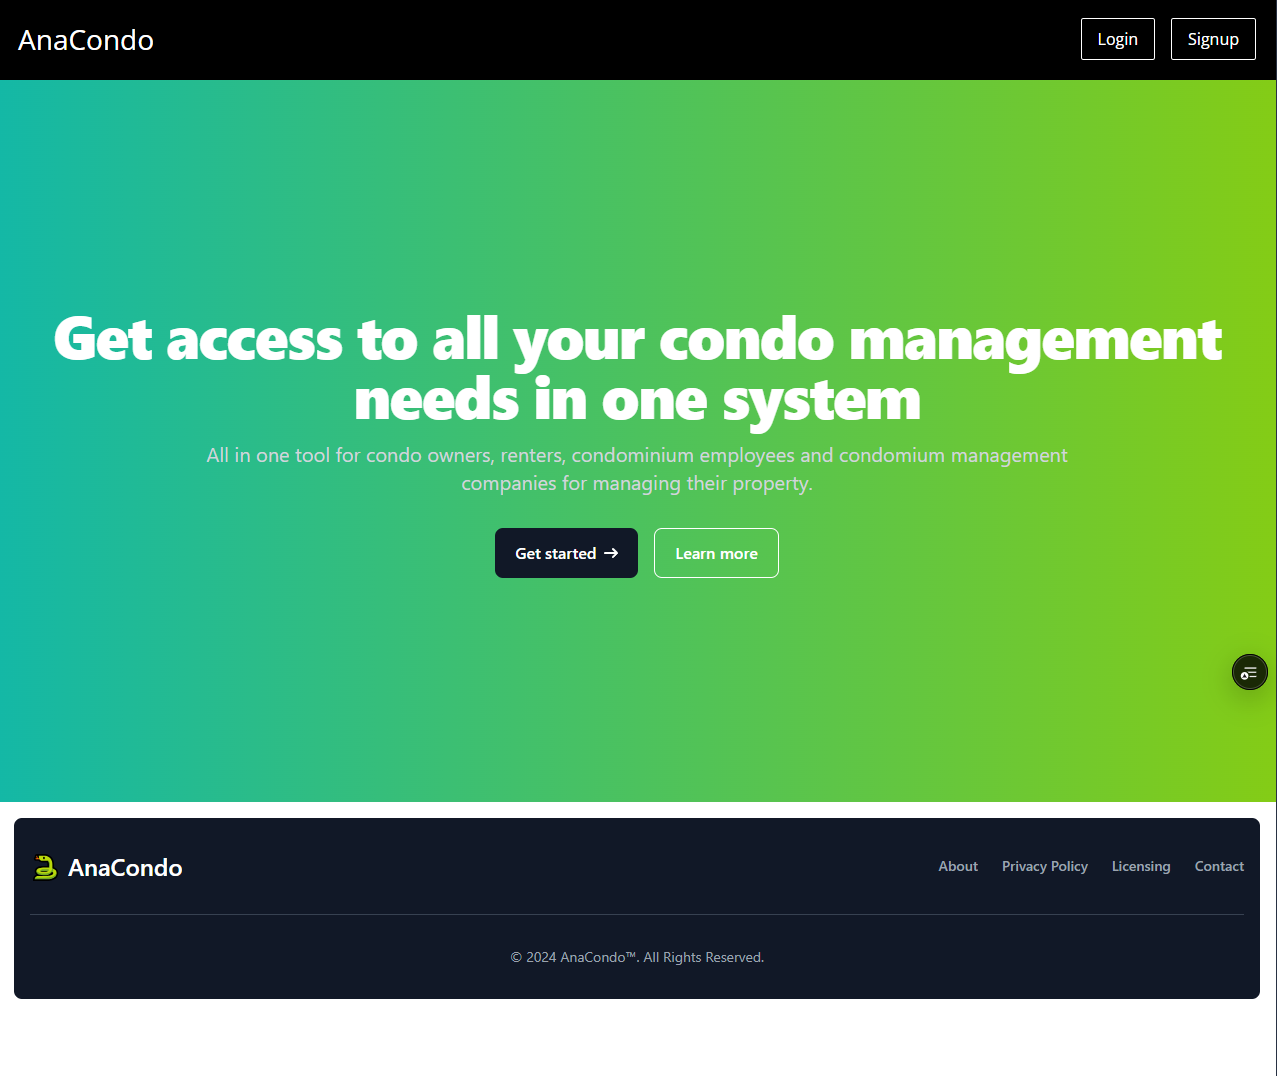 AnaCondo
Login
Signup
Get access to all your condo management
needs in one system
All in one tool for condo owners, renters, condominium employees and condomium management
companies for managing their property.
Get started
Learn more
AnaCondo
About
Privacy Policy
Licensing
Contact
© 2024 AnaCondo™. All Rights Reserved.